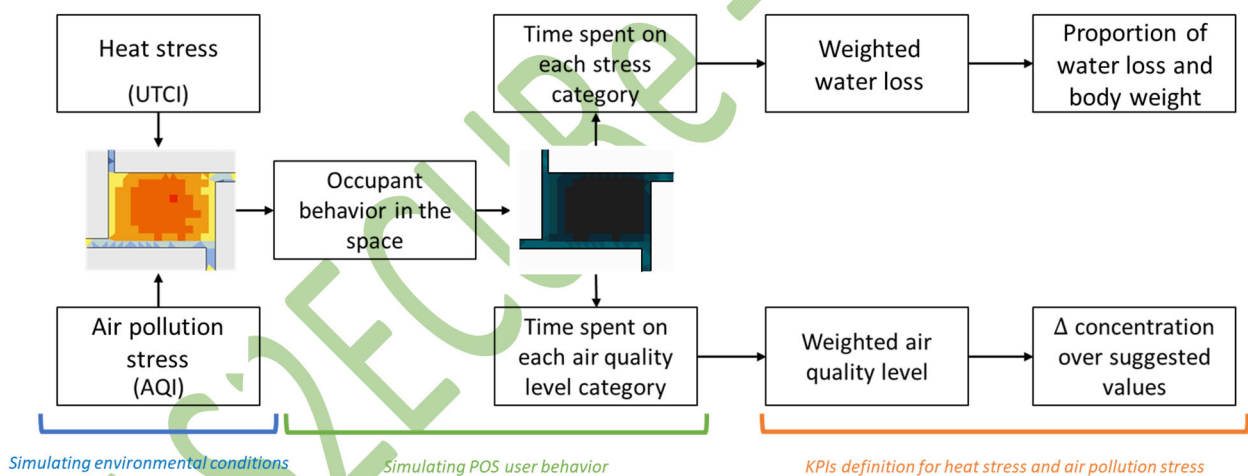 Heat stress
(UTCI)
Time spent on
each stress
category
Weighted
water loss
Proportion of
water loss and
body weight
Occupant
behavior in the
space
Air pollution
stress
(AQI)
Time spent on
each air quality
level category
Weighted air
quality level
Δ concentration
over suggested
values
Simulating environmental conditions
Simulating POS user behavior
KPIs definition for heat stress and air pollution stress
S2ECURe